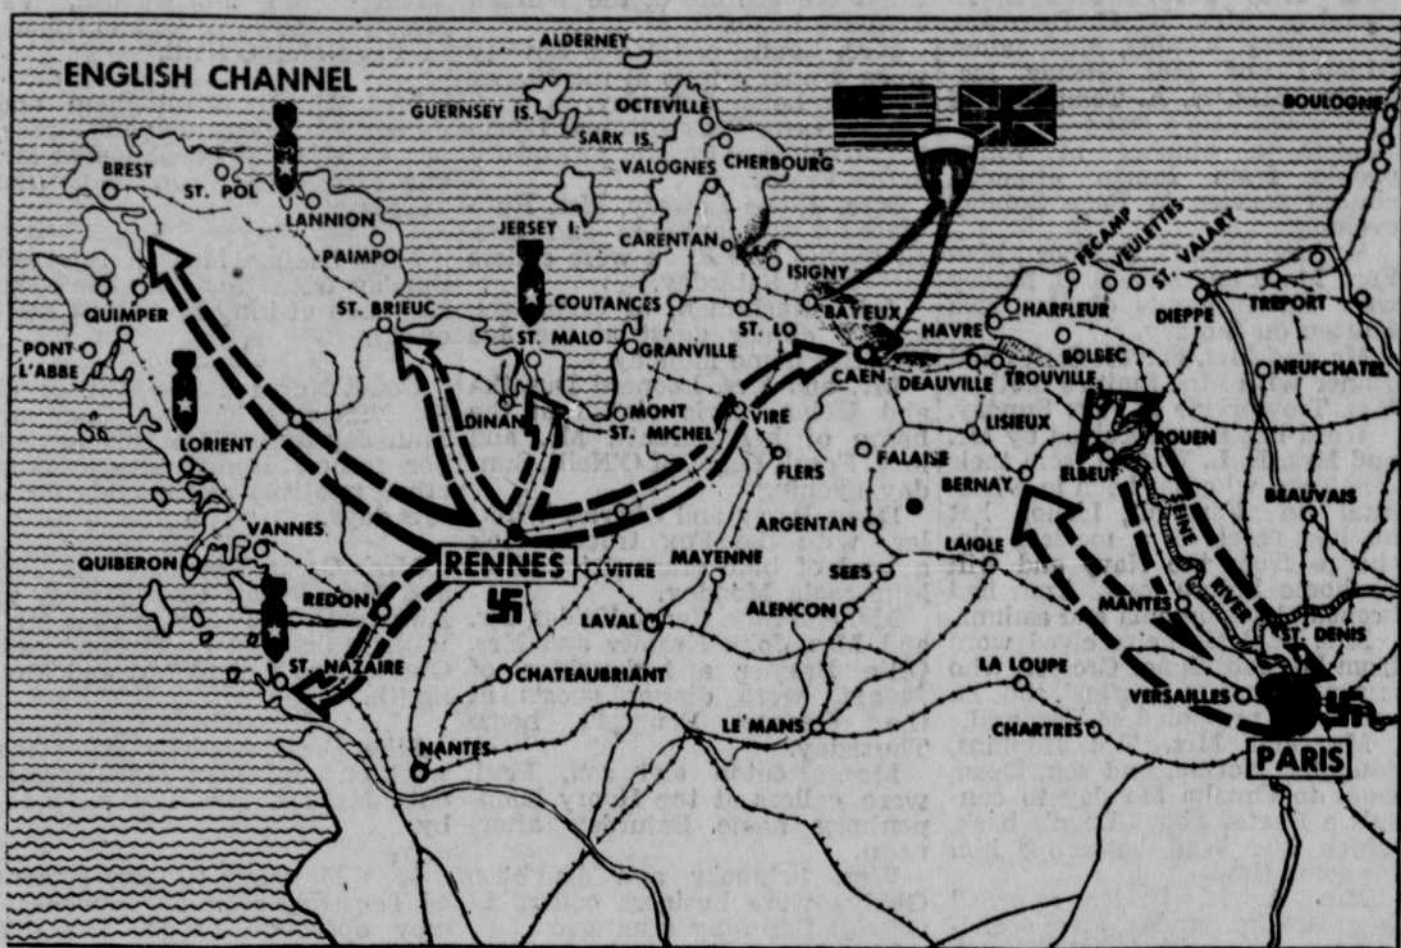 ALDERNEY
ENGLISH CHANNEL
GUERNSEY IS.
OCTEVILLE
BOULOGNE
SARK IS.
VALOGNES
CHERBOURG
BREST
ST. POL
LANNION
JERSEY I.
CARENTAN
FECAMP
VEULETTES
ST. VALARY
PAIMPO
ISIGNY
ST. BRIEUC
COUTANCES
ST. LO
BAYEUX
HAVRE
HARFLEUR
DIEPPE
TREPORT
QUIMPER
ST. MALO
GRANVILLE
BOLBEC
PONT
L'ABBE
CAEN
DEAUVILLE
TROUVILLE
NEUFCHATEL
DINAN
MONT
ST. MICHEL
VIRE
LISIEUX
ROUEN
LORIENT
FLERS
FALAISE
BERNAY
ELBEUF
BEAUVAIS
VANNES
ARGENTAN
SEINE
RIVER
QUIBERON
RENNES
VITRE
MAYENNE
LAIGLE
SEES
REDON
LAVAL
ALENCON
MANTES
ST. DENIS
ST. NAZAIRE
CHATEAUBRIANT
LA LOUPE
VERSAILLES
LE MANS
CHARTRES
NANTES
PARIS